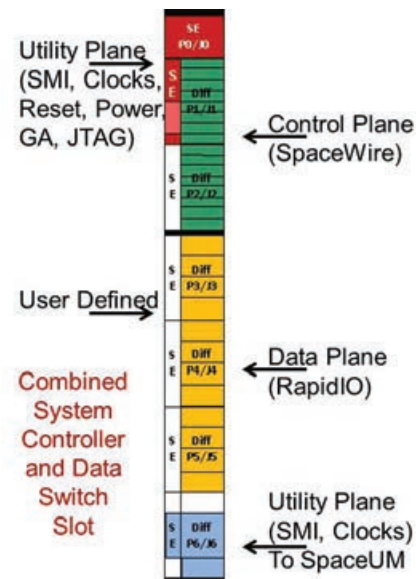 Utility Plane
(SMI, Clocks,
Reset, Power,
GA, JTAG)
User Defined
Combined
System
Controller
and Data
Switch
Slot
SE
P0/J0
S
E
Diff
P1/J1
S
E
Diff
P2/J2
S
E
Diff
P3/J3
S
E
Diff
P4/J4
S
E
Diff
P5/J5
S
E
Diff
P6/J6
Control Plane
(SpaceWire)
Data Plane
(RapidIO)
Utility Plane
(SMI, Clocks)
To SpaceUM